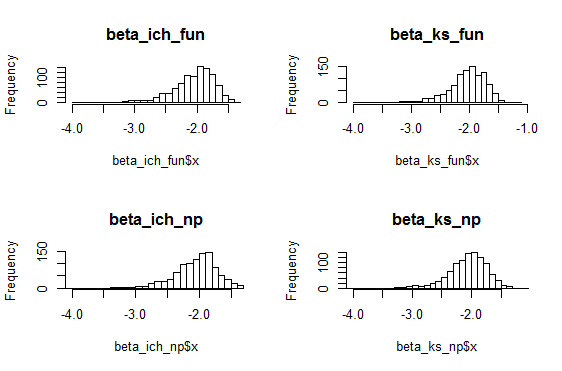 beta_ich_fun
Frequency
0 100
-4.0 -3.0 -2.0
beta_ich_fun$x
beta_ks_fun
Frequency
0 150
-4.0 -3.0 -2.0 -1.0
beta_ks_fun$x
beta_ich_np
Frequency
0 150
-4.0 -3.0 -2.0
beta_ich_np$x
beta_ks_np
Frequency
0 100
-4.0 -3.0 -2.0
beta_ks_np$x